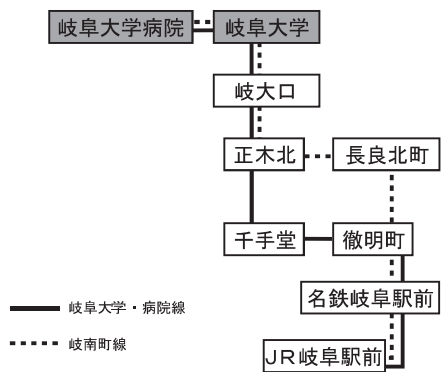 岐阜大学病院
岐阜大学
岐大口
正木北
長良北町
千手堂
徹明町
名鉄岐阜駅前
JR岐阜駅前
岐阜大学・病院線
岐南町線